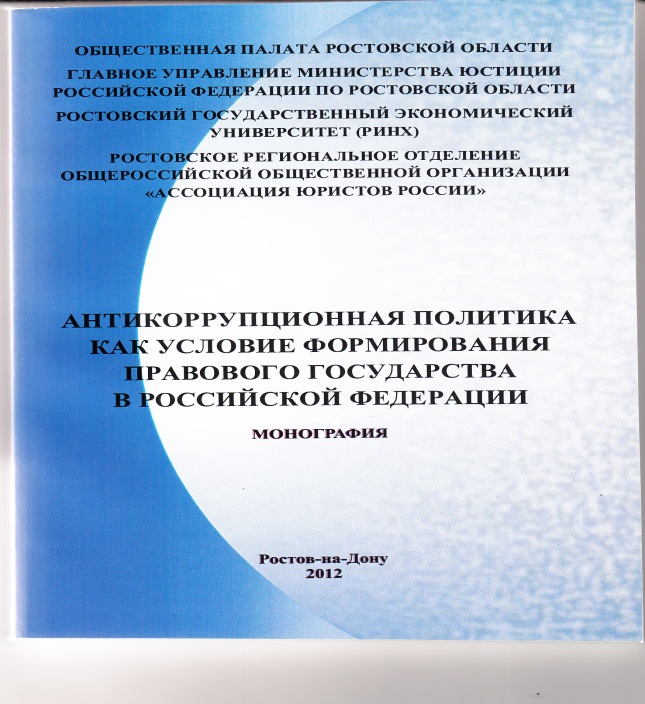 ОБЩЕСТВЕННАЯ ПАЛАТА РОСТОВСКОЙ ОБЛАСТИ
ГЛАВНОЕ УПРАВЛЕНИЕ МИНИСТЕРСТВА ЮСТИЦИИ
РОССИЙСКОЙ ФЕДЕРАЦИИ ПО РОСТОВСКОЙ ОБЛАСТИ
РОСТОВСКИЙ ГОСУДАРСТВЕННЫЙ ЭКОНОМИЧЕСКИЙ
УНИВЕРСИТЕТ (РИНХ)
РОСТОВСКОЕ РЕГИОНАЛЬНОЕ ОТДЕЛЕНИЕ
ОБЩЕРОССИЙСКОЙ ОБЩЕСТВЕННОЙ ОРГАНИЗАЦИИ
«АССОЦИАЦИЯ ЮРИСТОВ РОССИИ»
АНТИКОРРУПЦИОННАЯ ПОЛИТИКА
КАК УСЛОВИЕ ФОРМИРОВАНИЯ
ПРАВОВОГО ГОСУДАРСТВА
В РОССИЙСКОЙ ФЕДЕРАЦИИ
МОНОГРАФИЯ
Ростов-на-Дону
2012